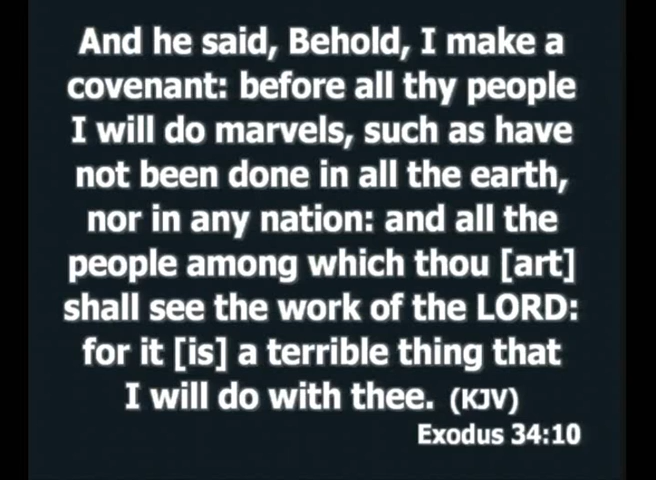 And he said, Behold, I make a
covenant: before all thy people
I will do marvels, such as have
not been done in all the earth,
nor in any nation: and all the
people among which thou [art]
shall see the work of the LORD:
for it [is] a terrible thing that
I will do with thee. (KJV)
Exodus 34:10